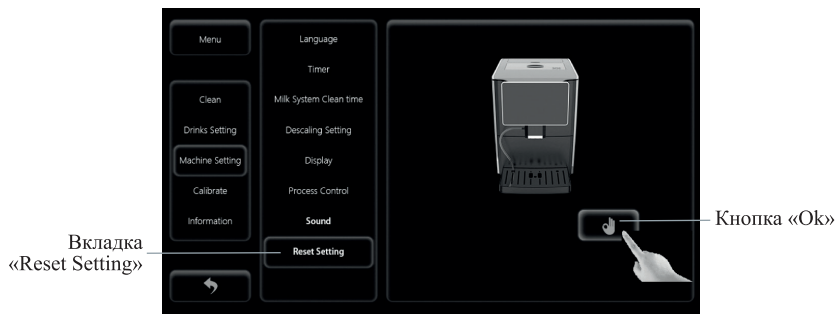 Menu
Clean
Drinks Setting
Machine Setting
Calibrate
Information
Language
Timer
Milk System Clean time
Descaling Setting
Display
Process Control
Sound
Reset Setting
Вкладка
«Reset Setting»
Кнопка «Ok»